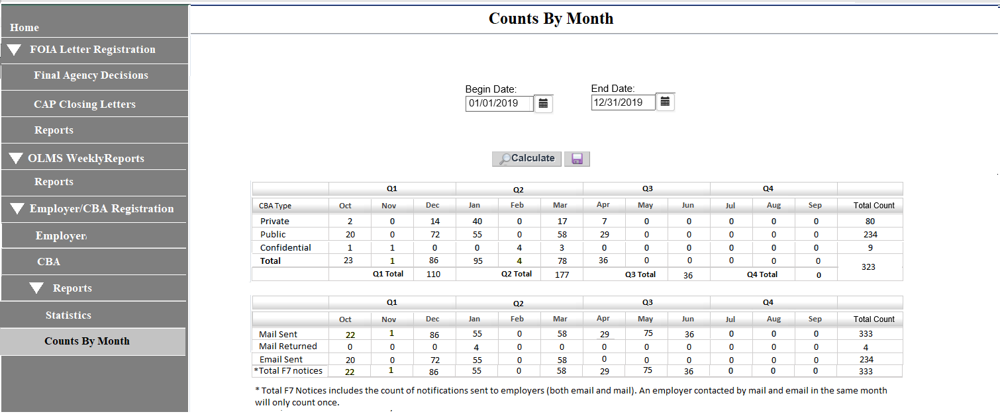 Home
FOIA Letter Registration
Final Agency Decisions
CAP Closing Letters
Reports
OLMS WeeklyReports
Reports
Employer/CBA Registration
Employer
CBA
Reports
Statistics
Counts By Month
Counts By Month
Begin Date: End Date:
01/01/2019 12/31/2019
Calculate
Q1 Q2 Q3 Q4
CBA Type Oct Nov Dec Jan Feb Mar Apr May Jun Jul Aug Sep Total Count
Private 2 0 14 40 0 17 7 0 0 0 0 0 80
Public 20 0 72 55 0 58 29 0 0 0 0 0 234
Confidential 1 1 0 0 4 3 0 0 0 0 0 0 9
Total 23 1 86 95 4 78 36 0 0 0 0 0 323
Q1 Total 110 Q2 Total 177 Q3 Total 36 Q4 Total 0
Q1 Q2 Q3 Q4
Oct Nov Dec Jan Feb Mar Apr May Jun Jul Aug Sep Total Count
Mail Sent 22 1 86 55 0 58 29 75 36 0 0 0 333
Mail Returned 0 0 0 4 0 0 0 0 0 0 0 0 4
Email Sent 20 0 72 55 0 58 0 0 0 0 0 0 234
*Total F7 notices 22 1 86 55 0 58 29 75 36 0 0 0 333
* Total F7 Notices includes the count of notifications sent to employers (both email and mail). An employer contacted by mail and email in the same month
will only count once.